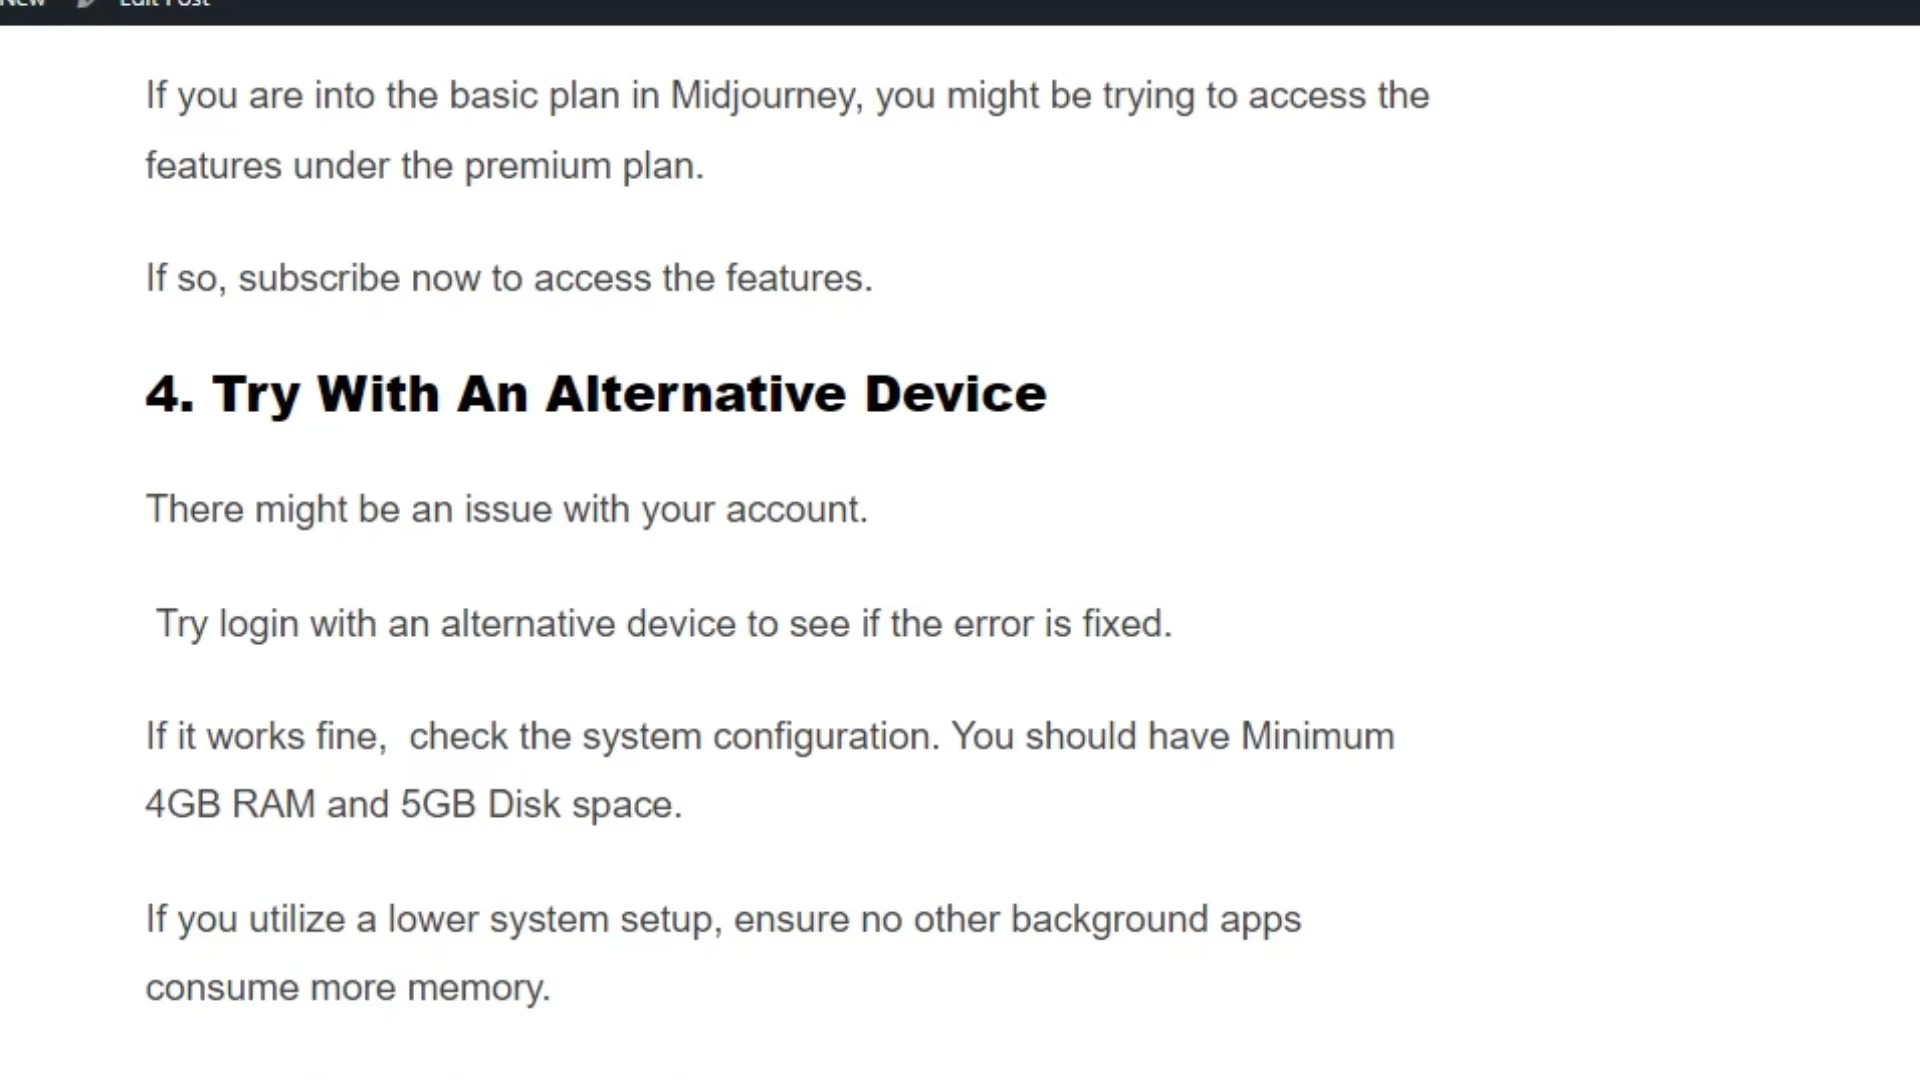 New Edit Post
If you are into the basic plan in Midjourney, you might be trying to access the
features under the premium plan.
If so, subscribe now to access the features.
4. Try With An Alternative Device
There might be an issue with your account.
Try login with an alternative device to see if the error is fixed.
If it works fine,  check the system configuration. You should have Minimum
4GB RAM and 5GB Disk space.
If you utilize a lower system setup, ensure no other background apps
consume more memory.